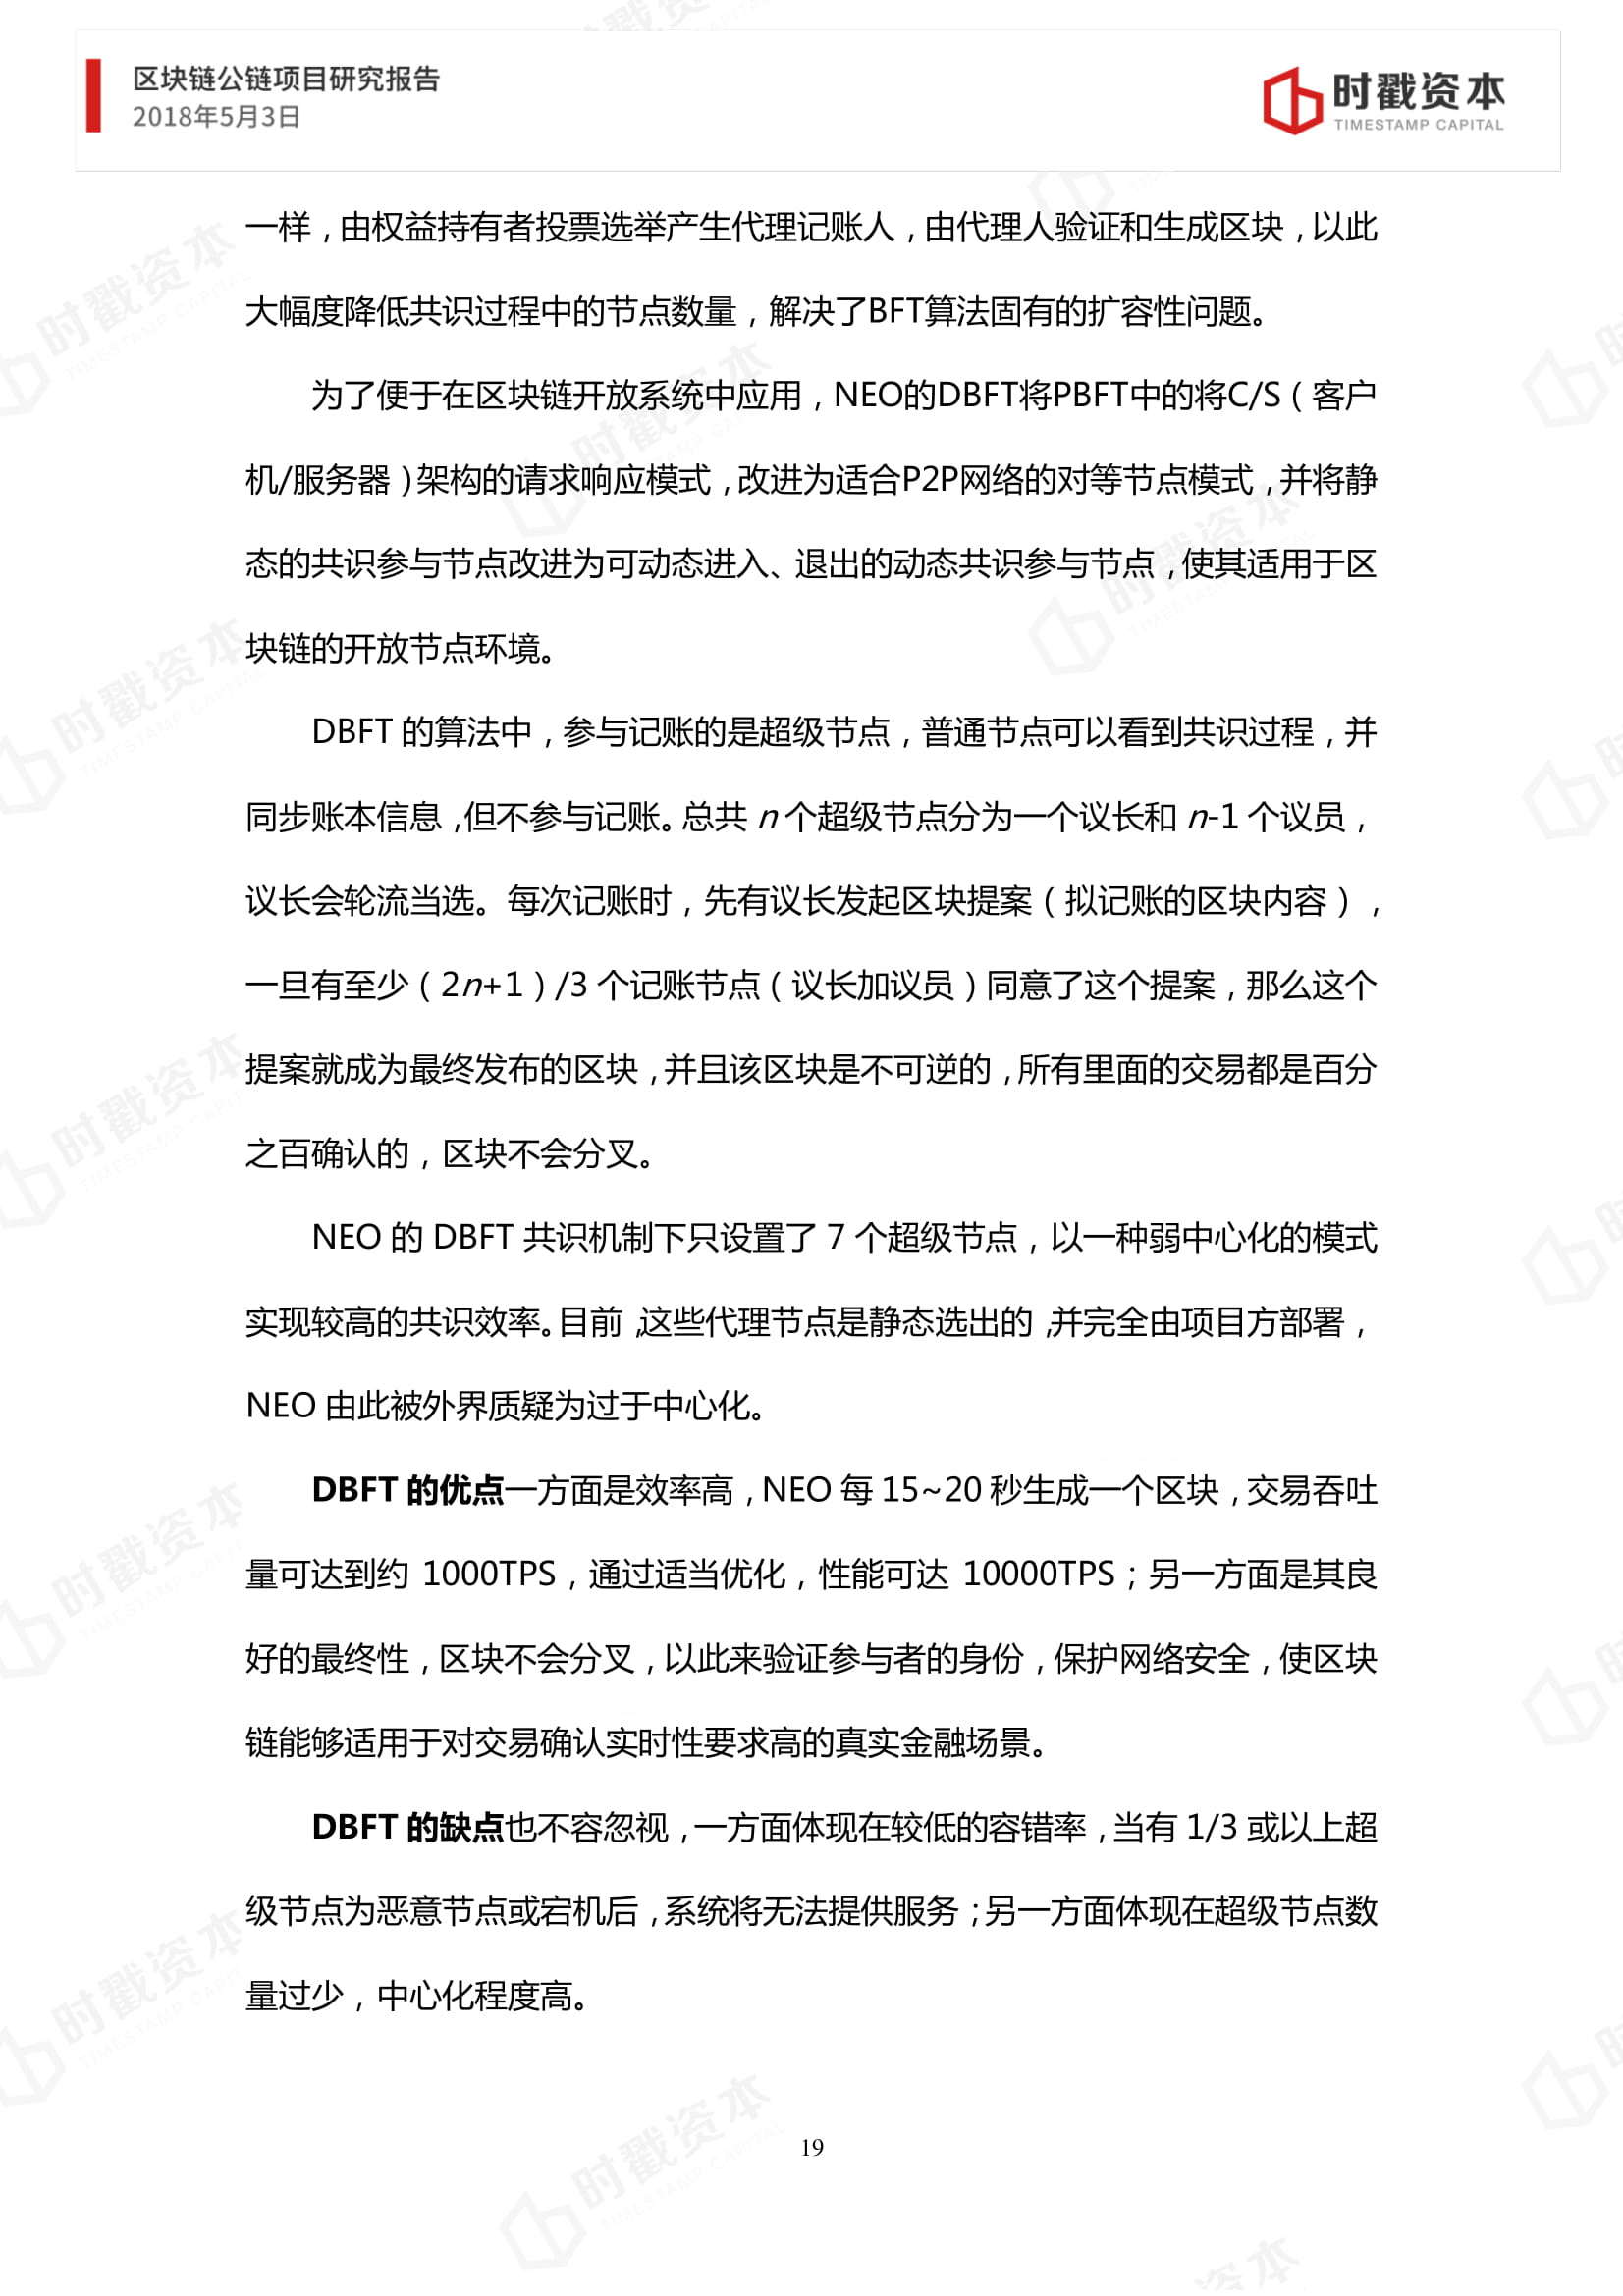 区块链公链项目研究报告
2018年5月3日
时戳资本
TIMESTAMP CAPITAL
一样，由权益持有者投票选举产生代理记账人，由代理人验证和生成区块，以此
大幅度降低共识过程中的节点数量，解决了BFT算法固有的扩容性问题。
为了便于在区块链开放系统中应用，NEO的DBFT将PBFT中的将C/S（客户
机/服务器）架构的请求响应模式，改进为适合P2P网络的对等节点模式，并将静
态的共识参与节点改进为可动态进入、退出的动态共识参与节点，使其适用于区
块链的开放节点环境。
DBFT 的算法中，参与记账的是超级节点，普通节点可以看到共识过程，并
同步账本信息，但不参与记账。总共 n 个超级节点分为一个议长和 n-1 个议员，
议长会轮流当选。每次记账时，先有议长发起区块提案（拟记账的区块内容），
一旦有至少（2n+1）/3 个记账节点（议长加议员）同意了这个提案，那么这个
提案就成为最终发布的区块，并且该区块是不可逆的，所有里面的交易都是百分
之百确认的，区块不会分叉。
NEO 的 DBFT 共识机制下只设置了 7 个超级节点，以一种弱中心化的模式
实现较高的共识效率。目前，这些代理节点是静态选出的，并完全由项目方部署，
NEO 由此被外界质疑为过于中心化。
DBFT 的优点一方面是效率高，NEO 每 15~20 秒生成一个区块，交易吞吐
量可达到约 1000TPS，通过适当优化，性能可达 10000TPS；另一方面是其良
好的最终性，区块不会分叉，以此来验证参与者的身份，保护网络安全，使区块
链能够适用于对交易确认实时性要求高的真实金融场景。
DBFT 的缺点也不容忽视，一方面体现在较低的容错率，当有 1/3 或以上超
级节点为恶意节点或宕机后，系统将无法提供服务；另一方面体现在超级节点数
量过少，中心化程度高。
19